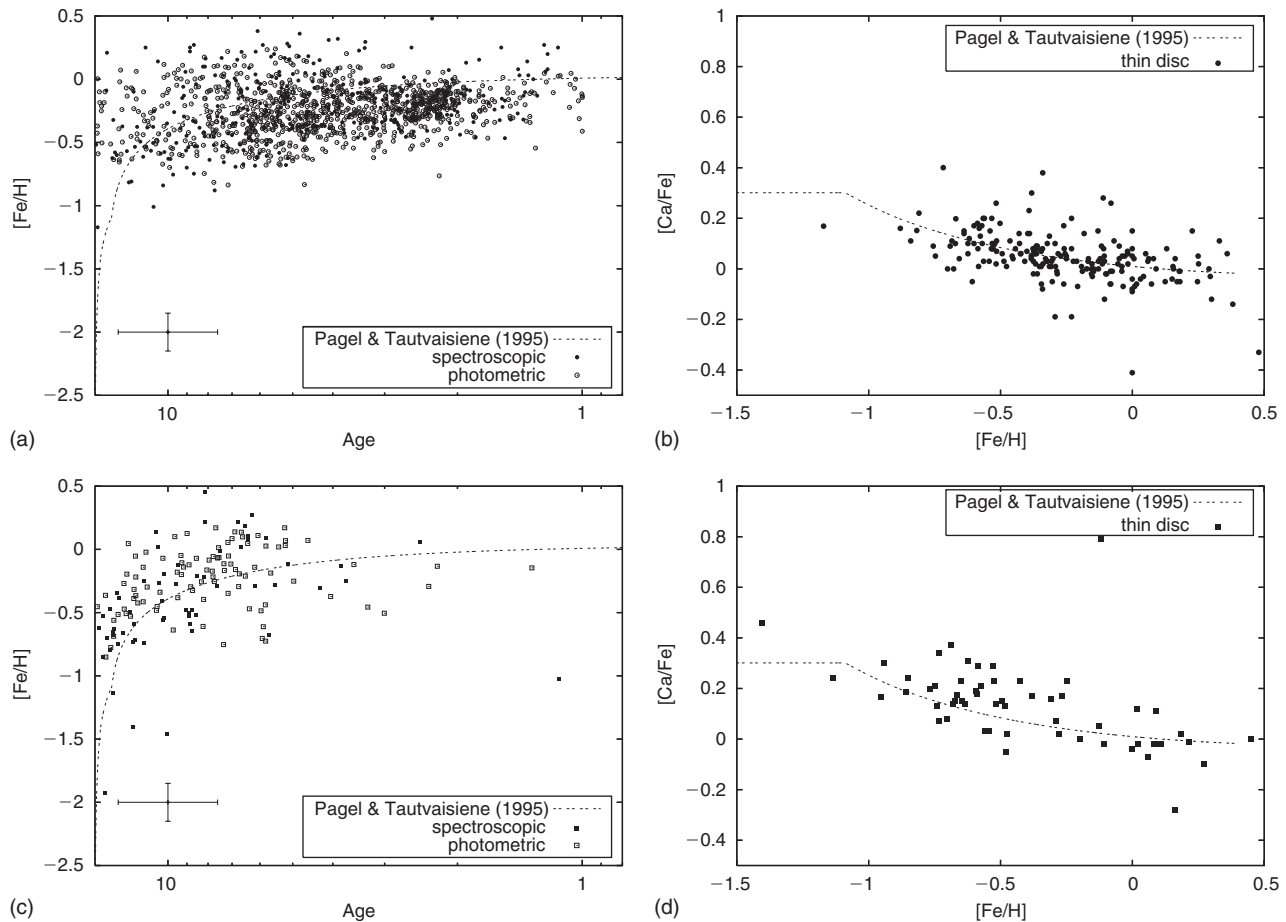 0.5
0
−0.5
−1
−1.5
−2
−2.5
[Fe/H]
Pagel & Tautvaisiene (1995)
spectroscopic
photometric
10
1
Age
(a)
1
0.8
0.6
0.4
0.2
0
−0.2
−0.4
[Ca/Fe]
Pagel & Tautvaisiene (1995)
thin disc
−1.5
−1
−0.5
0
0.5
[Fe/H]
(b)
0.5
0
−0.5
−1
−1.5
−2
−2.5
[Fe/H]
Pagel & Tautvaisiene (1995)
spectroscopic
photometric
10
1
Age
(c)
1
0.8
0.6
0.4
0.2
0
−0.2
−0.4
[Ca/Fe]
Pagel & Tautvaisiene (1995)
thin disc
−1.5
−1
−0.5
0
0.5
[Fe/H]
(d)